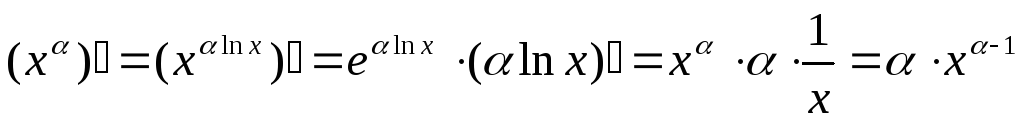 (x^α)▯ = (x^{α ln x})▯ = e^{α ln x} · (α ln x)▯ = x^α · α · 1/x = α · x^{α-1}